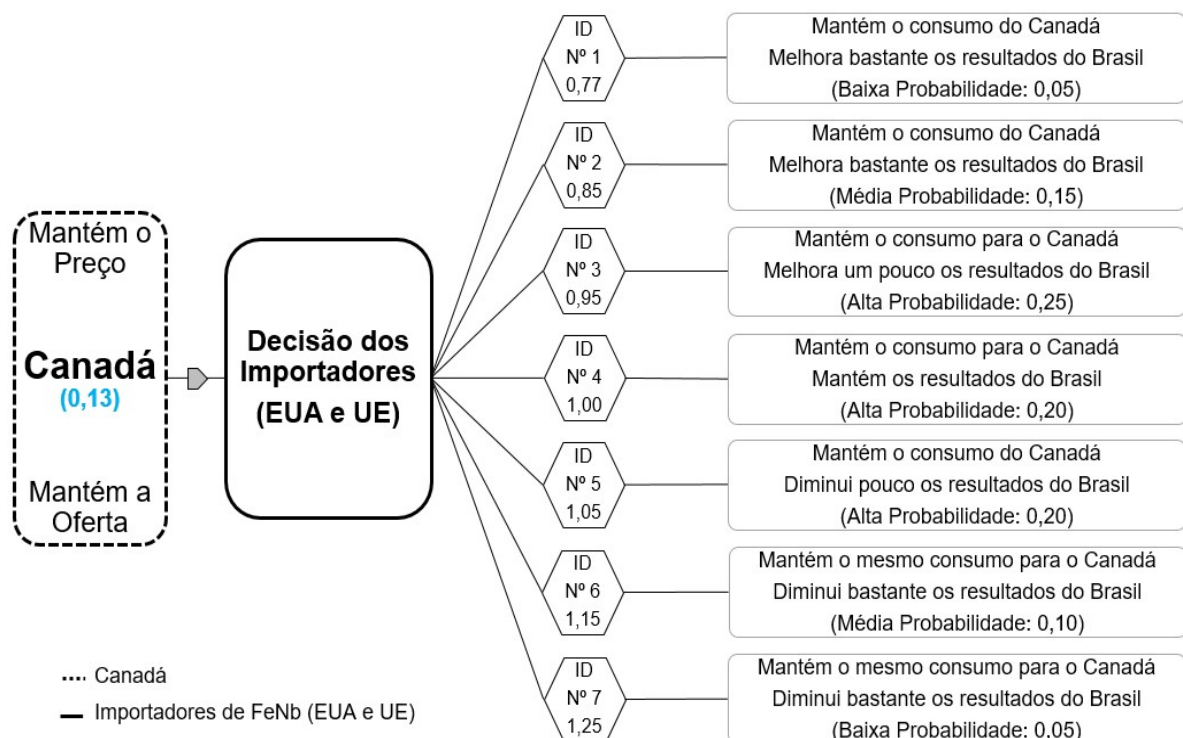 Mantém o
Preço
Canadá
(0,13)
Mantém a
Oferta
Decisão dos
Importadores
(EUA e UE)
ID
Nº 1
0,77
Mantém o consumo do Canadá
Melhora bastante os resultados do Brasil
(Baixa Probabilidade: 0,05)
ID
Nº 2
0,85
Mantém o consumo do Canadá
Melhora bastante os resultados do Brasil
(Média Probabilidade: 0,15)
ID
Nº 3
0,95
Mantém o consumo para o Canadá
Melhora um pouco os resultados do Brasil
(Alta Probabilidade: 0,25)
ID
Nº 4
1,00
Mantém o consumo para o Canadá
Mantém os resultados do Brasil
(Alta Probabilidade: 0,20)
ID
Nº 5
1,05
Mantém o consumo do Canadá
Diminui pouco os resultados do Brasil
(Alta Probabilidade: 0,20)
ID
Nº 6
1,15
Mantém o mesmo consumo para o Canadá
Diminui bastante os resultados do Brasil
(Média Probabilidade: 0,10)
ID
Nº 7
1,25
Mantém o mesmo consumo para o Canadá
Diminui bastante os resultados do Brasil
(Baixa Probabilidade: 0,05)
Canadá
Importadores de FeNb (EUA e UE)